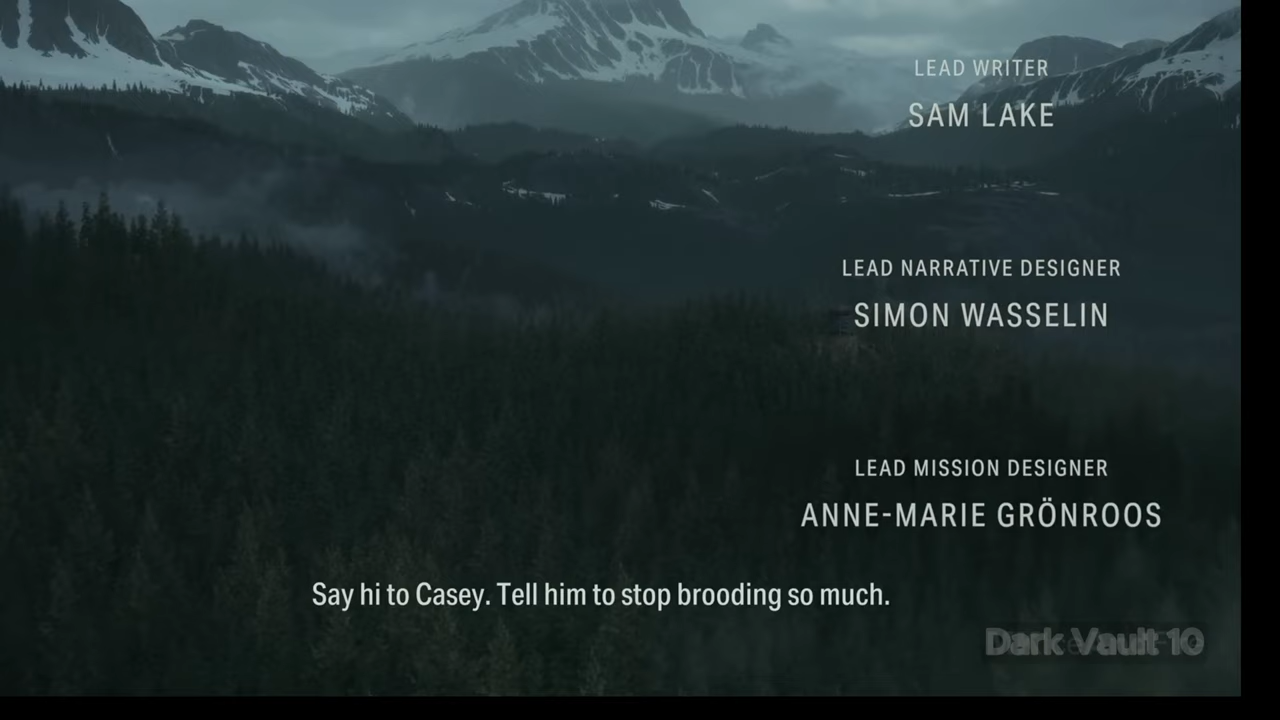 LEAD WRITER
SAM LAKE
LEAD NARRATIVE DESIGNER
SIMON WASSELIN
LEAD MISSION DESIGNER
ANNE-MARIE GRÖNROOS
Say hi to Casey. Tell him to stop brooding so much.
Dark Vault 10